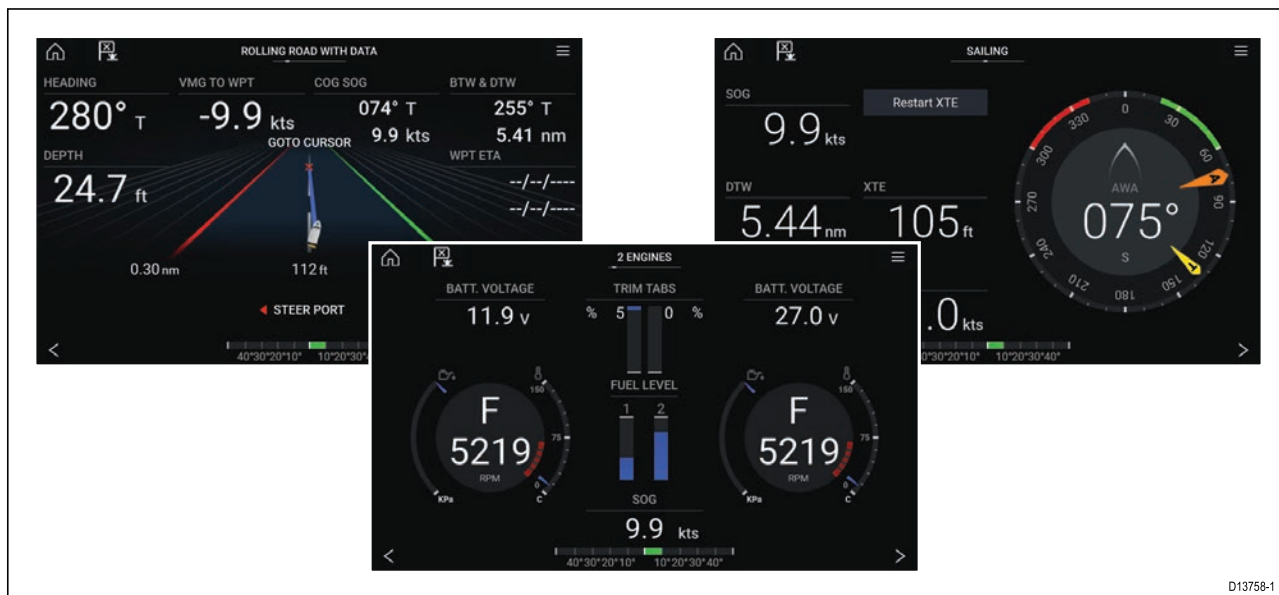 ROLLING ROAD WITH DATA
HEADING VMG TO WPT COG SOG BTW & DTW
280° T -9.9 kts 074° T 255° T
9.9 kts 5.41 nm
GOTO CURSOR
DEPTH WPT ETA
24.7 ft --/--/----
--/--/----
0.30 nm 112 ft
STEER PORT
40°30°20°10° 10°20°30°4
SAILING
SOG Restart XTE
9.9 kts
DTW XTE
5.44 nm 105 ft
.0 kts
0°30°20°10° 10°20°30°40°
0 30 60 90 120 150 180 210 240 270 300 330
AWA
075°
S
A
T
2 ENGINES
BATT. VOLTAGE TRIM TABS BATT. VOLTAGE
11.9 v % 5 0 % 27.0 v
FUEL LEVEL
1 2
150 150
F F
75 75
5219 5219
RPM RPM
0 0
KPa C KPa C
SOG
9.9 kts
40°30°20°10° 10°20°30°40°
D13758-1